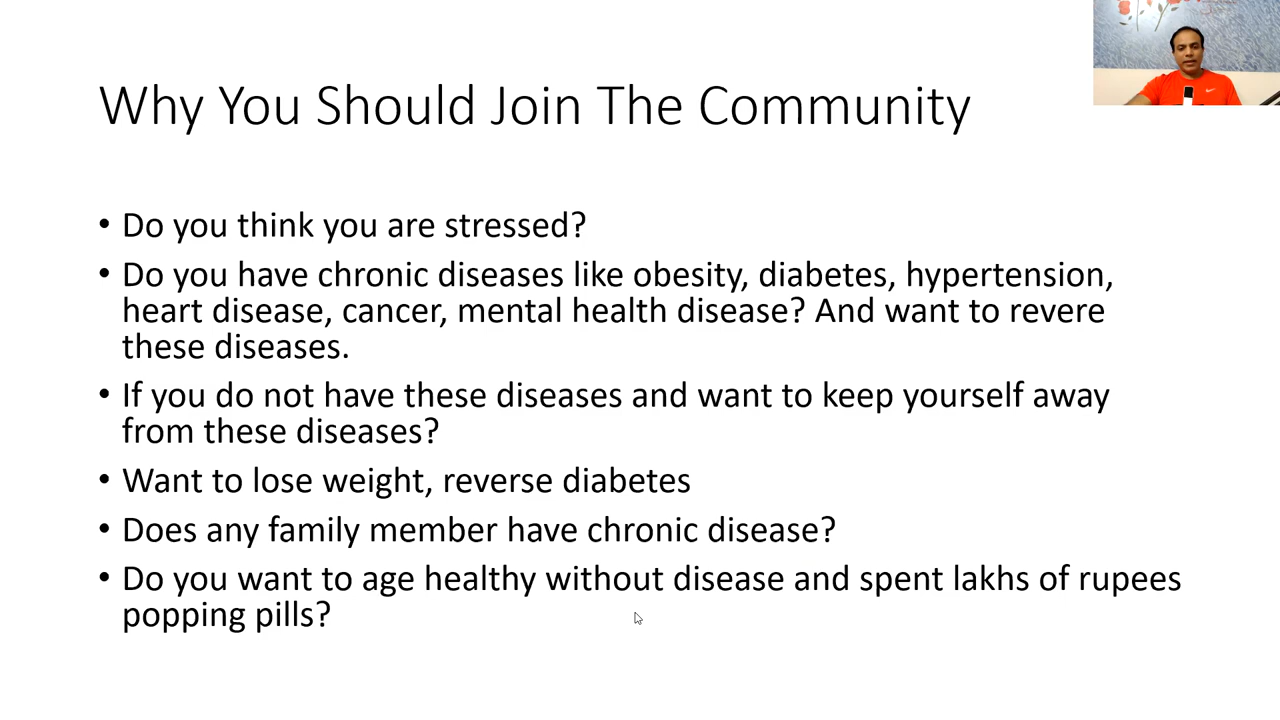 Why You Should Join The Community
• Do you think you are stressed?
• Do you have chronic diseases like obesity, diabetes, hypertension,
heart disease, cancer, mental health disease? And want to revere
these diseases.
• If you do not have these diseases and want to keep yourself away
from these diseases?
• Want to lose weight, reverse diabetes
• Does any family member have chronic disease?
• Do you want to age healthy without disease and spent lakhs of rupees
popping pills?